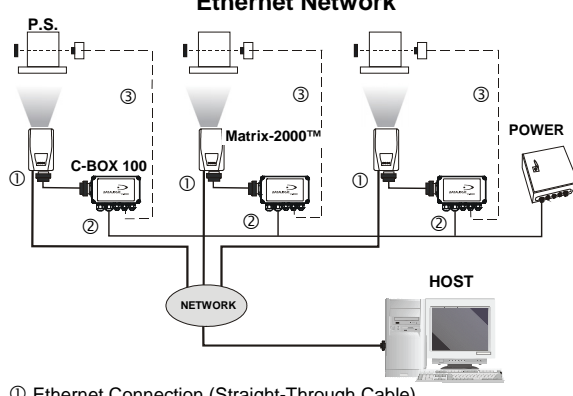 Ethernet Network
P.S.
③
③
③
Matrix-2000™
POWER
C-BOX 100
①
①
①
②
②
②
HOST
NETWORK
① Ethernet Connection (Straight-Through Cable)